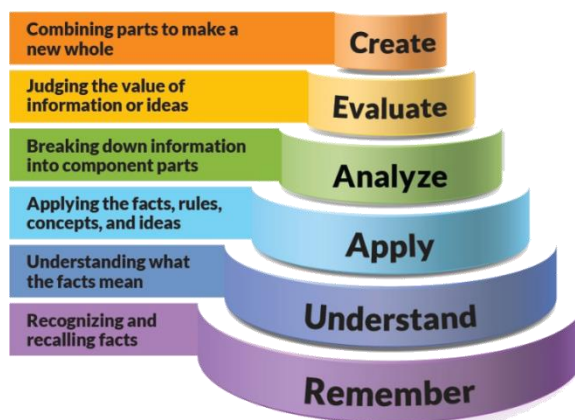 Combining parts to make a
new whole
Create
Judging the value of
information or ideas
Evaluate
Breaking down information
into component parts
Analyze
Applying the facts, rules,
concepts, and ideas
Apply
Understanding what
the facts mean
Understand
Recognizing and
recalling facts
Remember